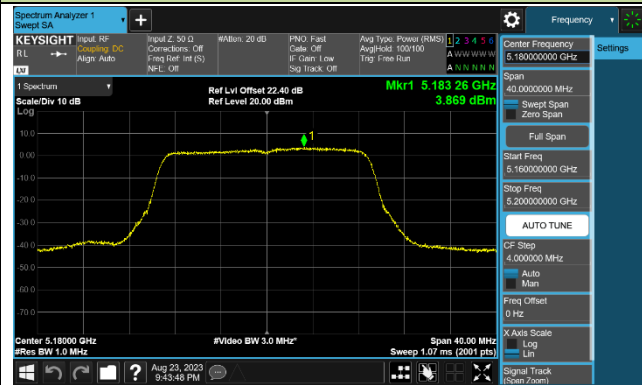 Spectrum Analyzer 1
Swept SA
Frequency
KEYSIGHT
RL
LXI
Input: RF
Coupling: DC
Align: Auto
Input Z: 50 Ω
Corrections: Off
Freq Ref: Int (S)
NFE: Off
#Atten: 20 dB
PNO: Fast
Gate: Off
IF Gain: Low
Sig Track: Off
Avg Type: Power (RMS)
Avg|Hold: 100/100
Trig: Free Run
1 2 3 4 5 6
A W W W W W
A N N N N N
1 Spectrum
Scale/Div 10 dB
Log
Ref Lvl Offset 22.40 dB
Ref Level 20.00 dBm
Mkr1 5.183 26 GHz
3.869 dBm
1
10.0
0.00
-10.0
-20.0
-30.0
-40.0
-50.0
-60.0
-70.0
Center 5.18000 GHz
#Res BW 1.0 MHz
#Video BW 3.0 MHz*
Span 40.00 MHz
Sweep 1.07 ms (2001 pts)
Aug 23, 2023
9:43:48 PM
Center Frequency
5.180000000 GHz
Settings
Span
40.0000000 MHz
Swept Span
Zero Span
Full Span
Start Freq
5.160000000 GHz
Stop Freq
5.200000000 GHz
AUTO TUNE
CF Step
4.000000 MHz
Auto
Man
Freq Offset
0 Hz
X Axis Scale
Log
Lin
Signal Track
(Span Zoom)